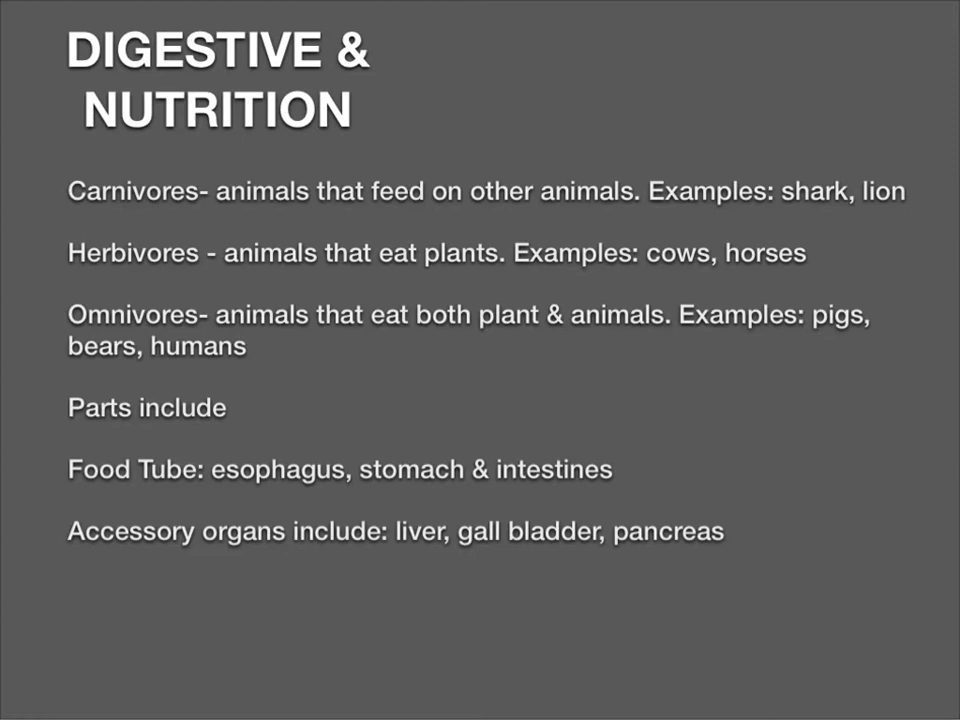 DIGESTIVE &
NUTRITION
Carnivores- animals that feed on other animals. Examples: shark, lion
Herbivores - animals that eat plants. Examples: cows, horses
Omnivores- animals that eat both plant & animals. Examples: pigs,
bears, humans
Parts include
Food Tube: esophagus, stomach & intestines
Accessory organs include: liver, gall bladder, pancreas